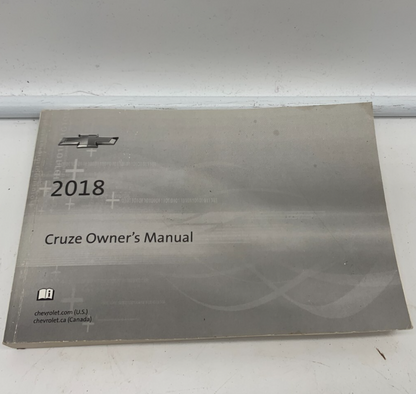 2018
Cruze Owner's Manual
chevrolet.com (U.S.)
chevrolet.ca (Canada)